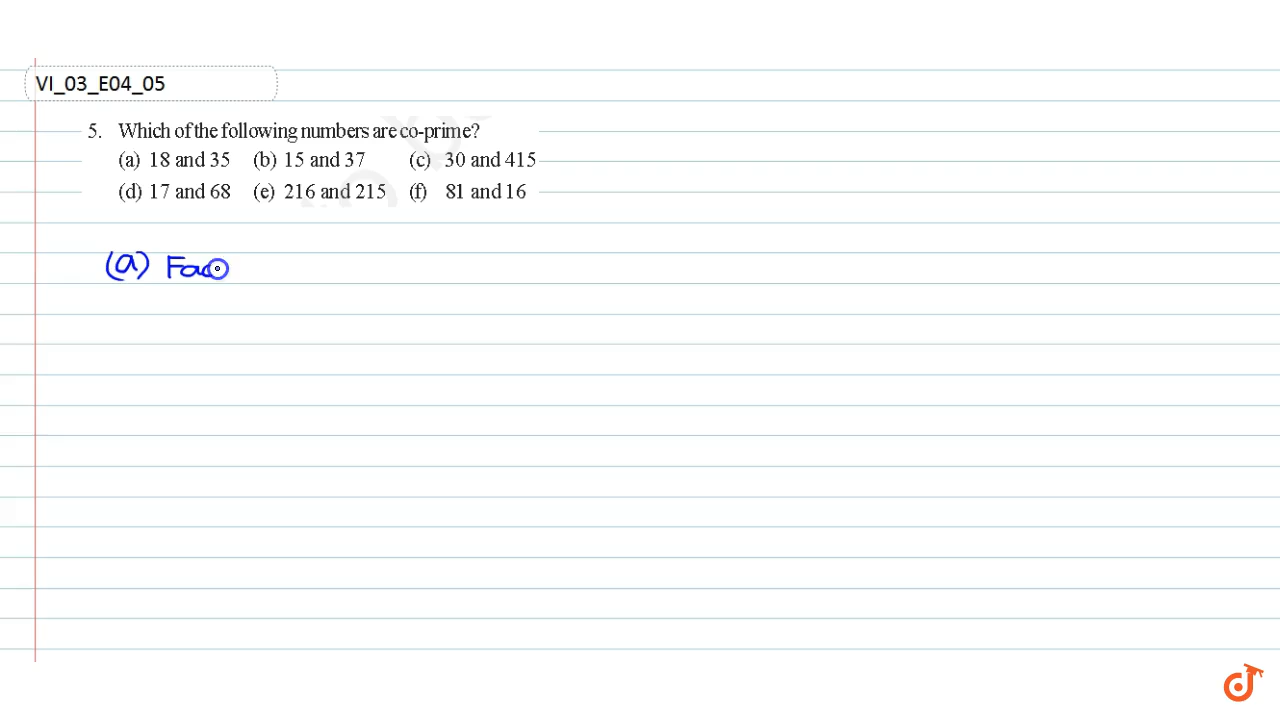 VI_03_E04_05
5. Which of the following numbers are co-prime?
(a) 18 and 35 (b) 15 and 37 (c) 30 and 415
(d) 17 and 68 (e) 216 and 215 (f) 81 and 16
(a) Fac